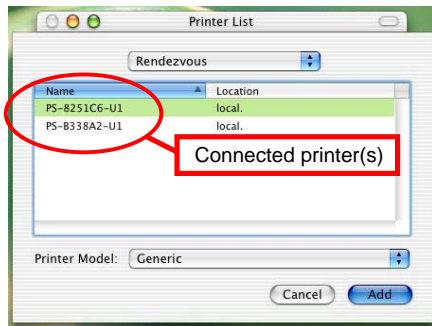 Printer List
Rendezvous
Name Location
PS-8251C6-U1 local.
PS-B338A2-U1 local.
Connected printer(s)
Printer Model: Generic
Cancel Add